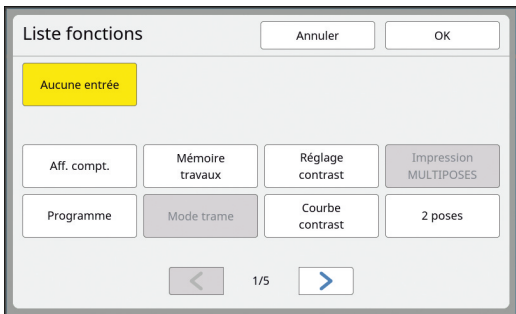 Liste fonctions
Annuler
OK
Aucune entrée
Aff. compt.
Mémoire
travaux
Réglage
contrast
Impression
MULTIPOSES
Programme
Mode trame
Courbe
contrast
2 poses
1/5